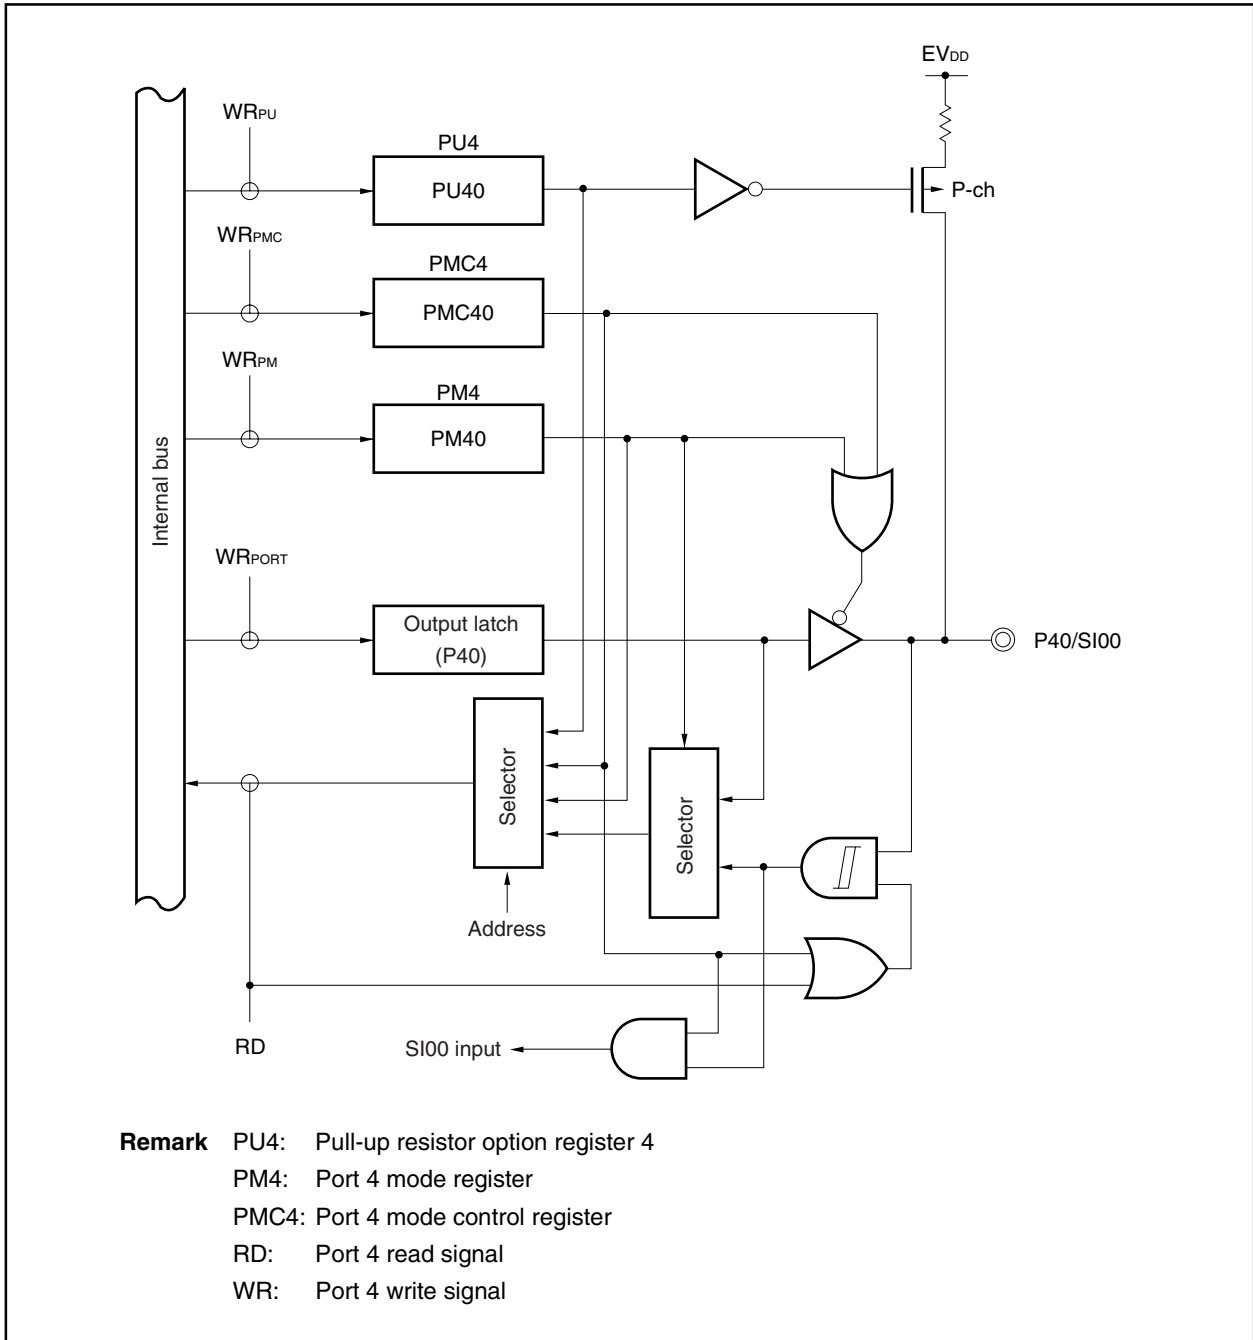 EVDD
WRPU
PU4
PU40
P-ch
WRPMC
PMC4
PMC40
WRPM
PM4
PM40
Internal bus
WRPORT
Output latch
(P40)
P40/SI00
Selector
Selector
Address
RD
SI00 input
Remark PU4: Pull-up resistor option register 4
PM4: Port 4 mode register
PMC4: Port 4 mode control register
RD: Port 4 read signal
WR: Port 4 write signal